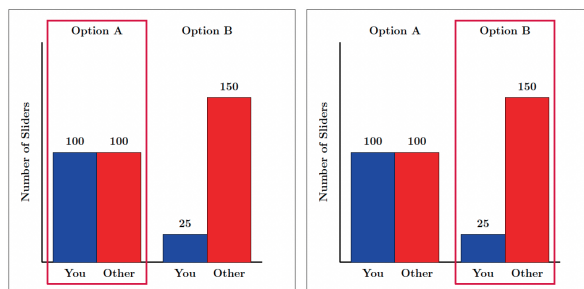 Option A Option B
150
100 100
25
Number of Sliders
You Other You Other
Option A Option B
150
100 100
25
Number of Sliders
You Other You Other